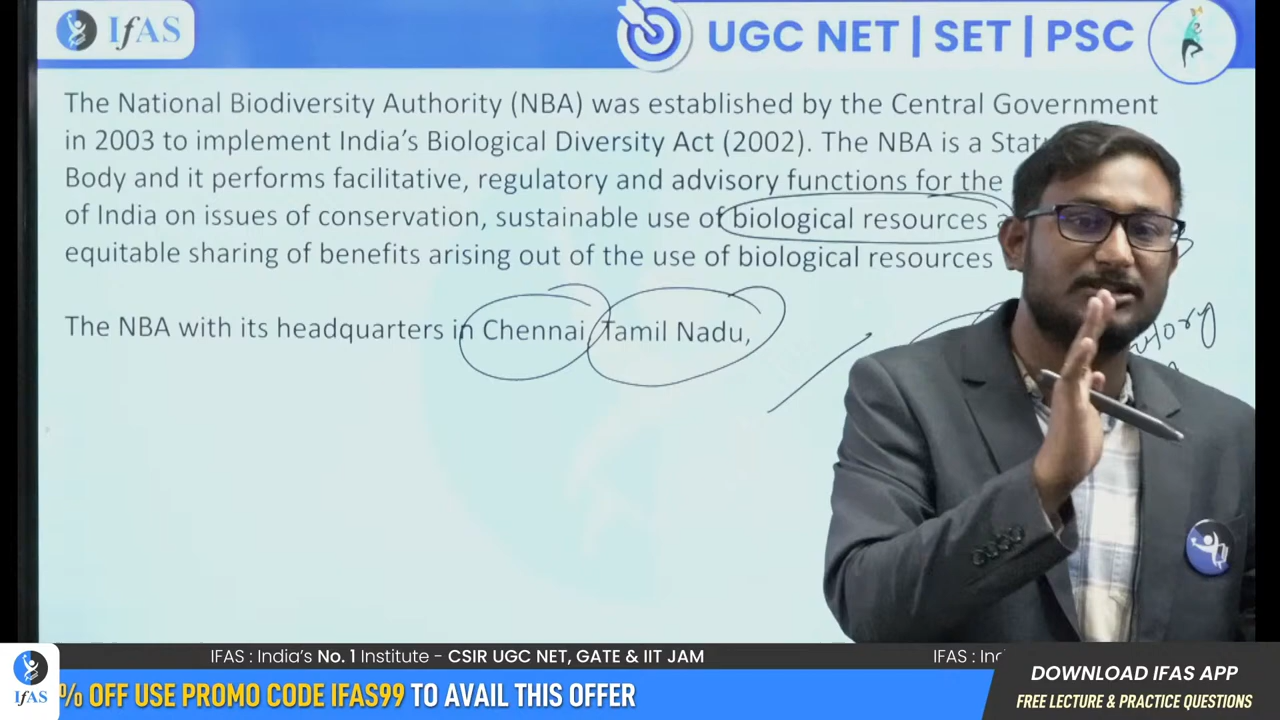 IfAS
UGC NET | SET | PSC
The National Biodiversity Authority (NBA) was established by the Central Government
in 2003 to implement India's Biological Diversity Act (2002). The NBA is a
Body and it performs facilitative, regulatory and advisory functions for the
of India on issues of conservation, sustainable use of biological resources
equitable sharing of benefits arising out of the use of biological resources
The NBA with its headquarters in Chennai, Tamil Nadu,
IFAS : India's No. 1 Institute - CSIR UGC NET, GATE & IIT JAM
IFAS :
DOWNLOAD IFAS APP
FREE LECTURE & PRACTICE QUESTIONS
IfAS
% OFF USE PROMO CODE IFAS99 TO AVAIL THIS OFFER